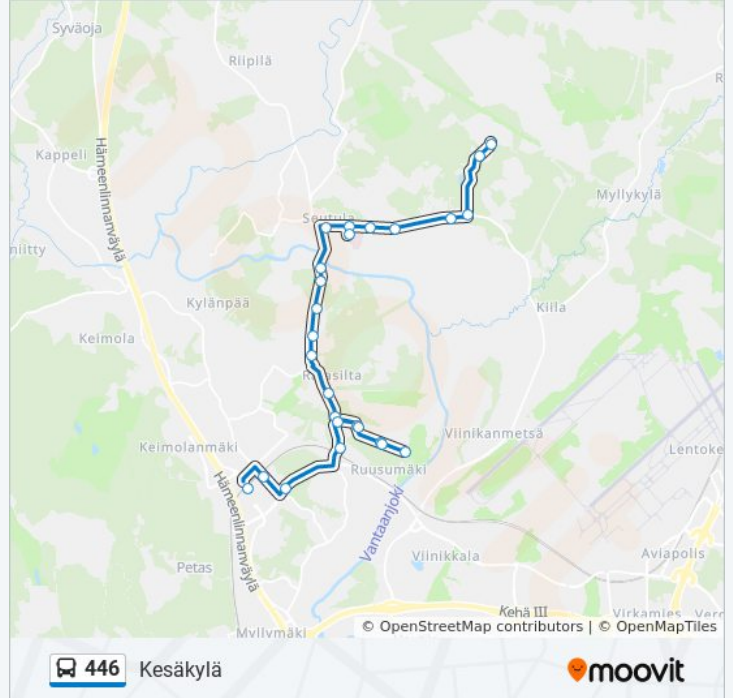 Syväoja
Riipilä
Hämeenlinnanväylä
Kappeli
Myllykylä
Seutula
niitty
Kylänpää
Kiila
Keimola
Viinikanmetsä
Keimolanmäki
Lentoke
Ruusumäki
Hämeenlinnanväylä
Vantaanjoki
Viinikkala
Aviapolis
Petas
Kehä III
Virkamies
Myllymäki
© OpenStreetMap contributors | © OpenMapTiles
446 Kesäkylä
moovit